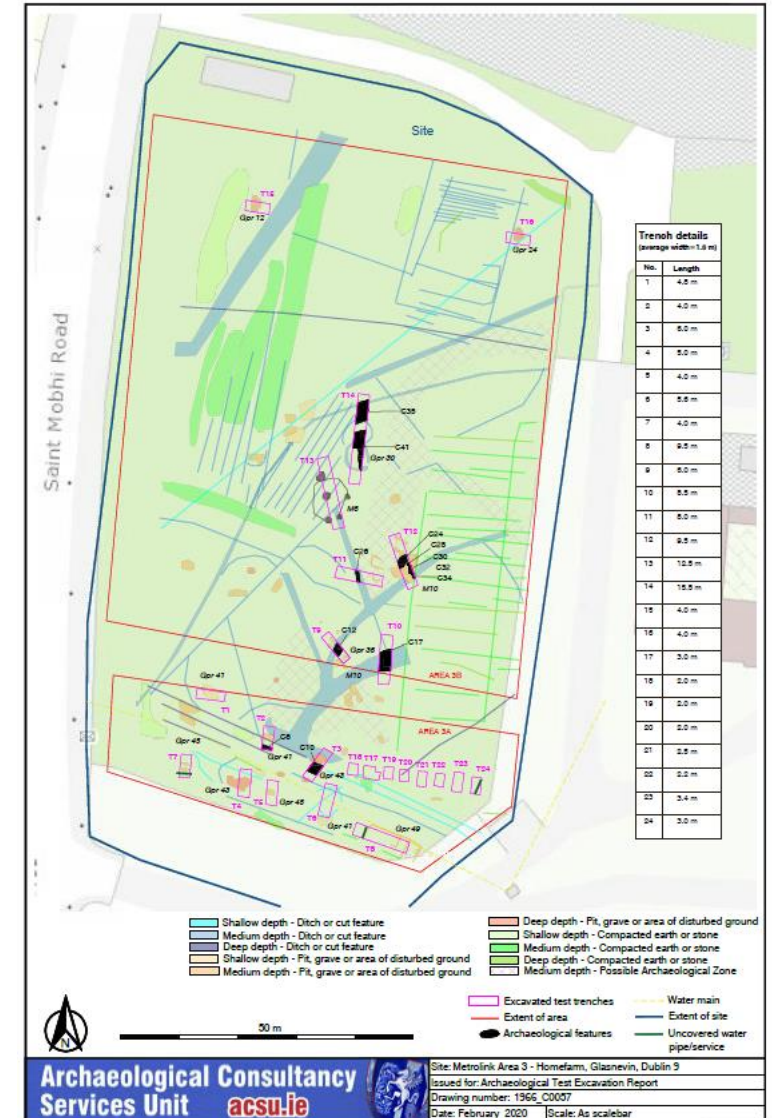 Site
Saint Mobhi Road
T15
Gpr 12
T16
Gpr 24
T14
C38
C41
Gpr 30
T13
M6
T12
C24
C28
C30
C32
C34
M10
T11
C26
T9
C12
Gpr 36
M10
T10
C17
AREA 3B
AREA 3A
Gpr 41
T1
T2
C6
Gpr 41
C10
T3
Gpr 43
Gpr 45
T7
Gpr 43
T4
T5
Gpr 45
T6
T18
T17
T19
T20
T21
T22
T23
T24
Gpr 41
Gpr 49
T8
Trench details
(average width=1.6 m)
No. Length
1 4.8 m
2 4.0 m
3 6.0 m
4 5.0 m
5 4.0 m
6 5.6 m
7 4.0 m
8 9.5 m
9 6.0 m
10 8.5 m
11 8.0 m
12 9.5 m
13 12.5 m
14 15.5 m
15 4.0 m
16 4.0 m
17 3.0 m
18 2.0 m
19 2.0 m
20 2.0 m
21 2.5 m
22 2.2 m
23 3.4 m
24 3.0 m
Shallow depth - Ditch or cut feature
Medium depth - Ditch or cut feature
Deep depth - Ditch or cut feature
Shallow depth - Pit, grave or area of disturbed ground
Medium depth - Pit, grave or area of disturbed ground
Deep depth - Pit, grave or area of disturbed ground
Shallow depth - Compacted earth or stone
Medium depth - Compacted earth or stone
Deep depth - Compacted earth or stone
Medium depth - Possible Archaeological Zone
Excavated test trenches
Extent of area
Archaeological features
Water main
Extent of site
Uncovered water
pipe/service
N
50 m
Archaeological Consultancy
Services Unit acsu.ie
Site: Metrolink Area 3 - Homefarm, Glasnevin, Dublin 9
Issued for: Archaeological Test Excavation Report
Drawing number: 1966_C0057
Date: February 2020 Scale: As scalebar